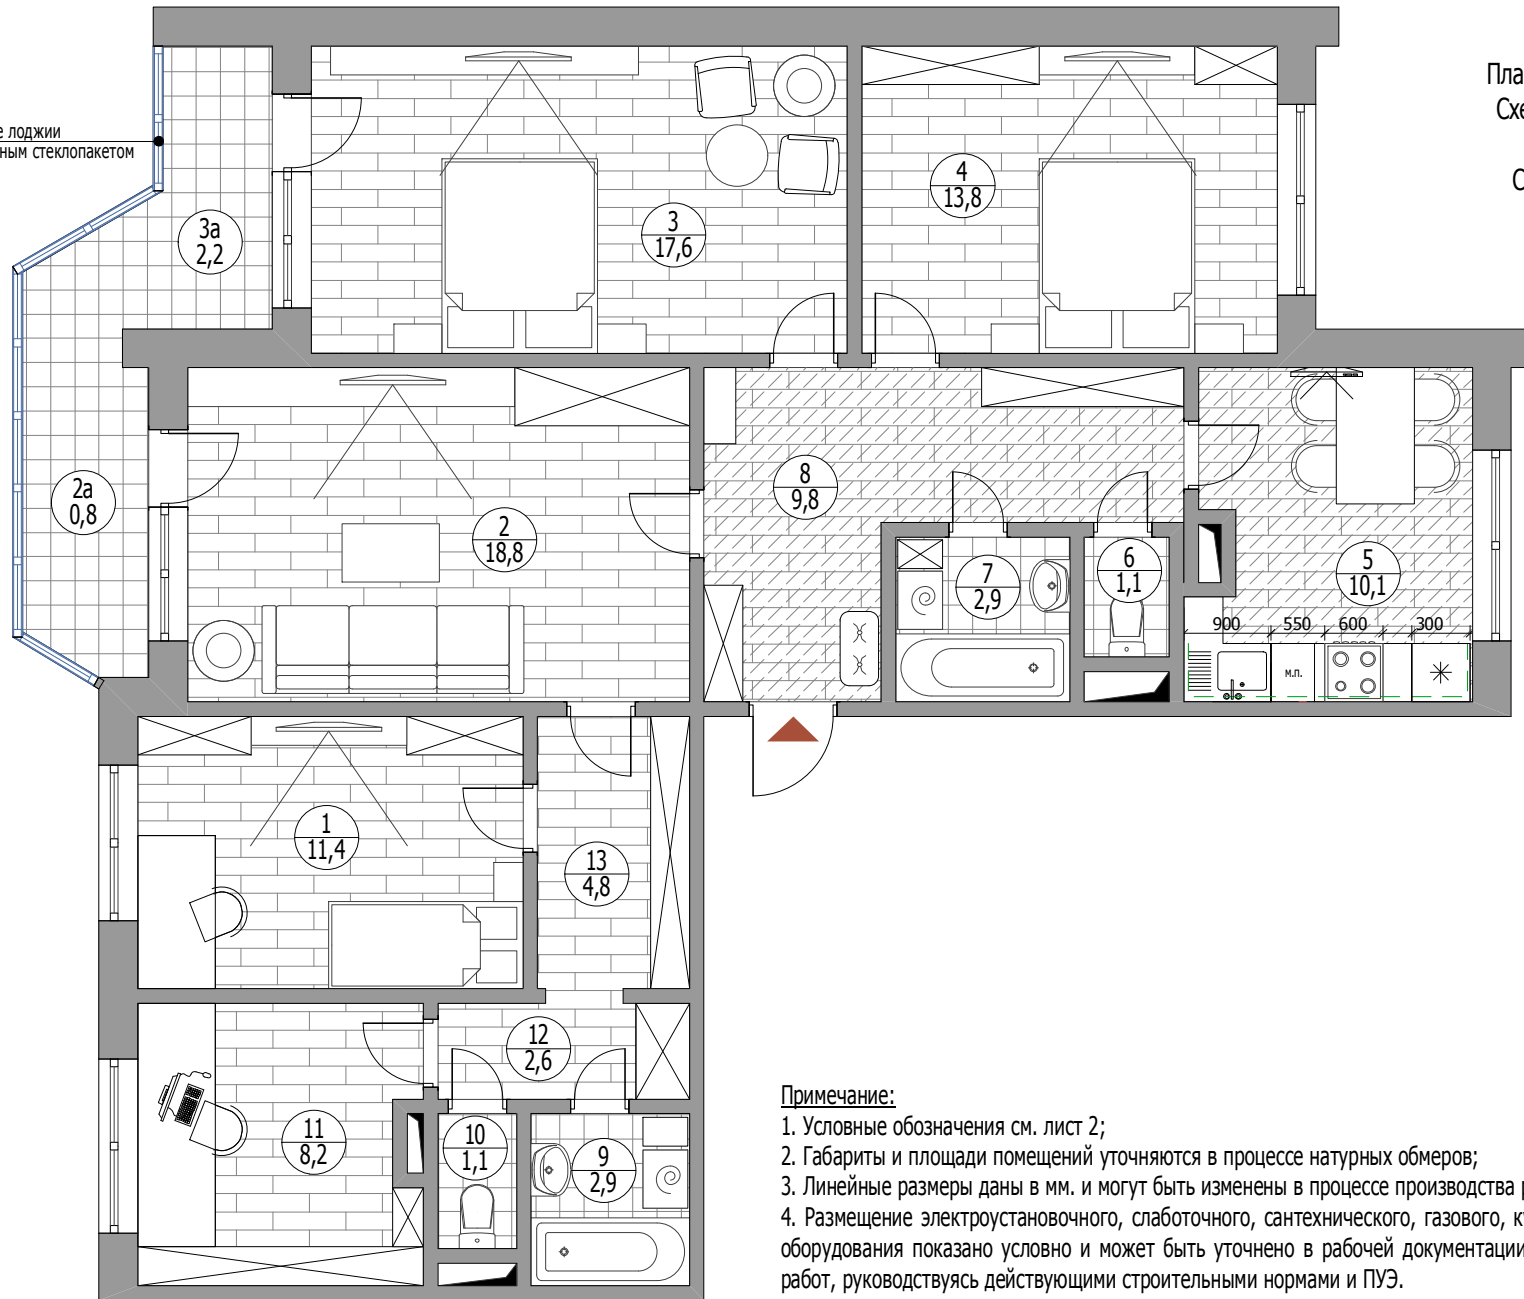 Пла
Схе
С
е лоджии
ным стеклопакетом
3а
2,2
3
17,6
4
13,8
2а
0,8
2
18,8
8
9,8
7
2,9
6
1,1
5
10,1
900 550 600 300
м.п.
1
11,4
13
4,8
12
2,6
11
8,2
10
1,1
9
2,9
Примечание:
1. Условные обозначения см. лист 2;
2. Габариты и площади помещений уточняются в процессе натурных обмеров;
3. Линейные размеры даны в мм. и могут быть изменены в процессе производства р
4. Размещение электроустановочного, слаботочного, сантехнического, газового, к
оборудования показано условно и может быть уточнено в рабочей документации
работ, руководствуясь действующими строительными нормами и ПУЭ.